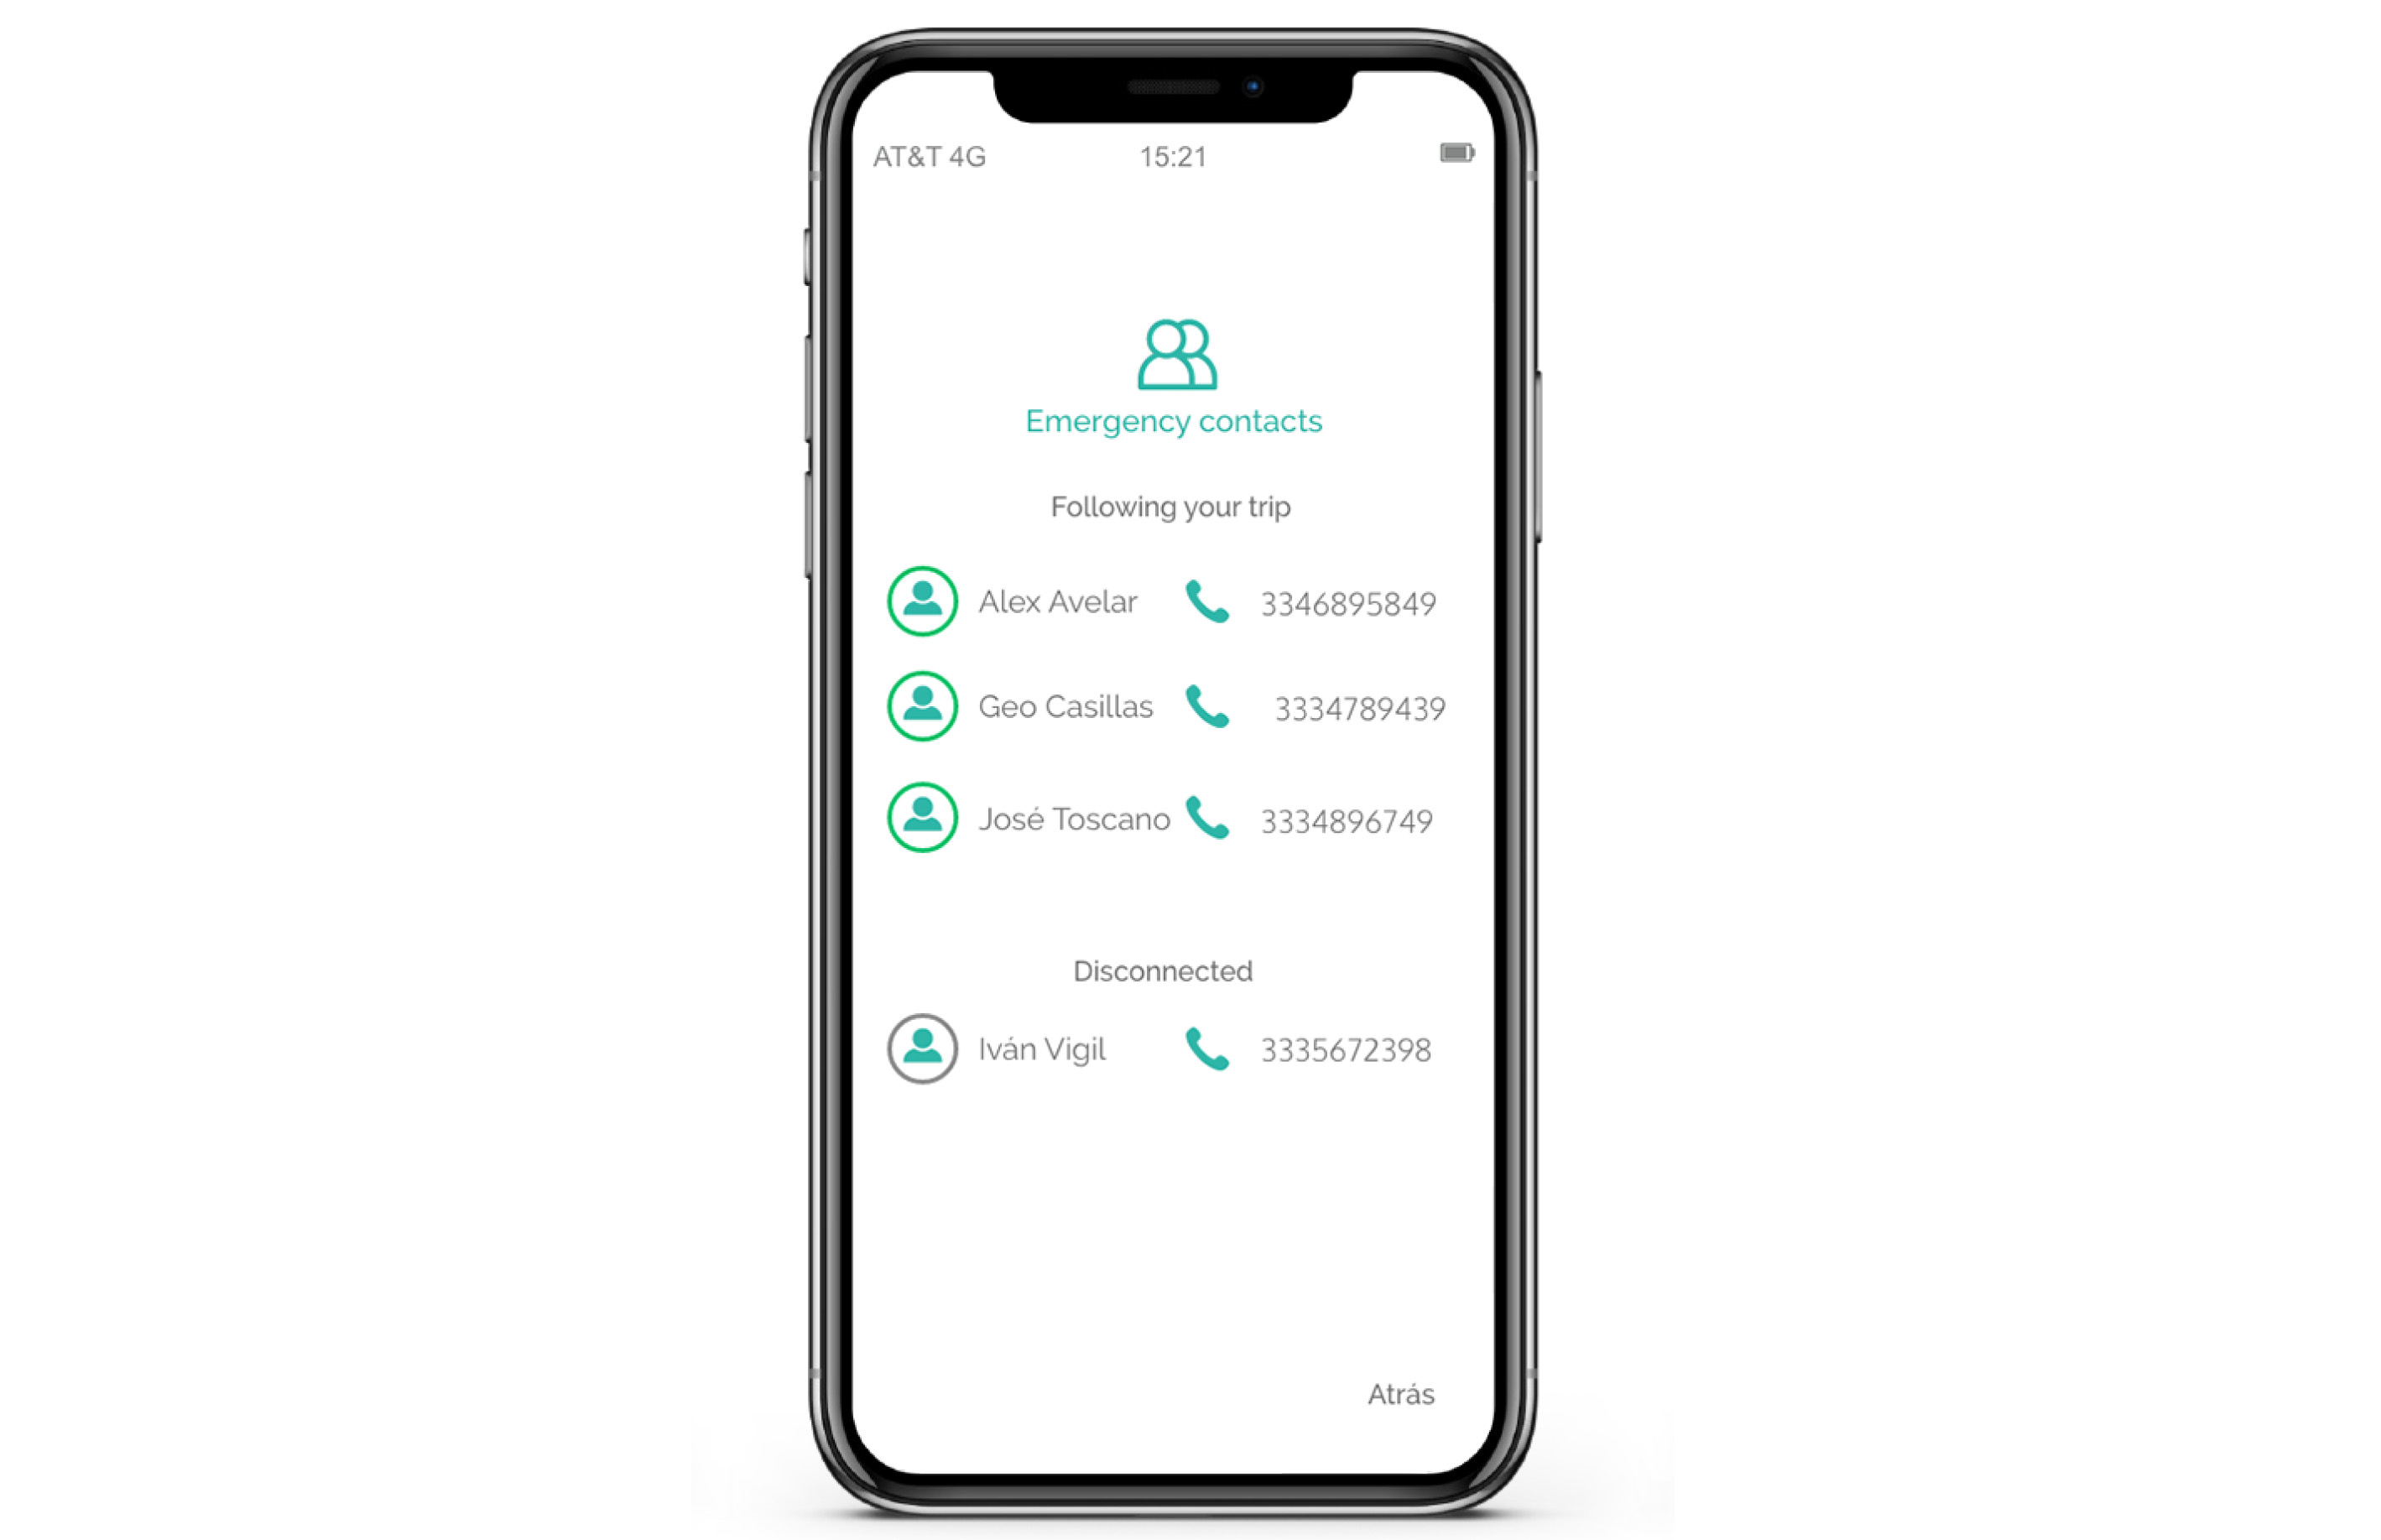 AT&T 4G 15:21
Emergency contacts
Following your trip
Alex Avelar 3346895849
Geo Casillas 3334789439
José Toscano 3334896749
Disconnected
Iván Vigil 3335672398
Atrás